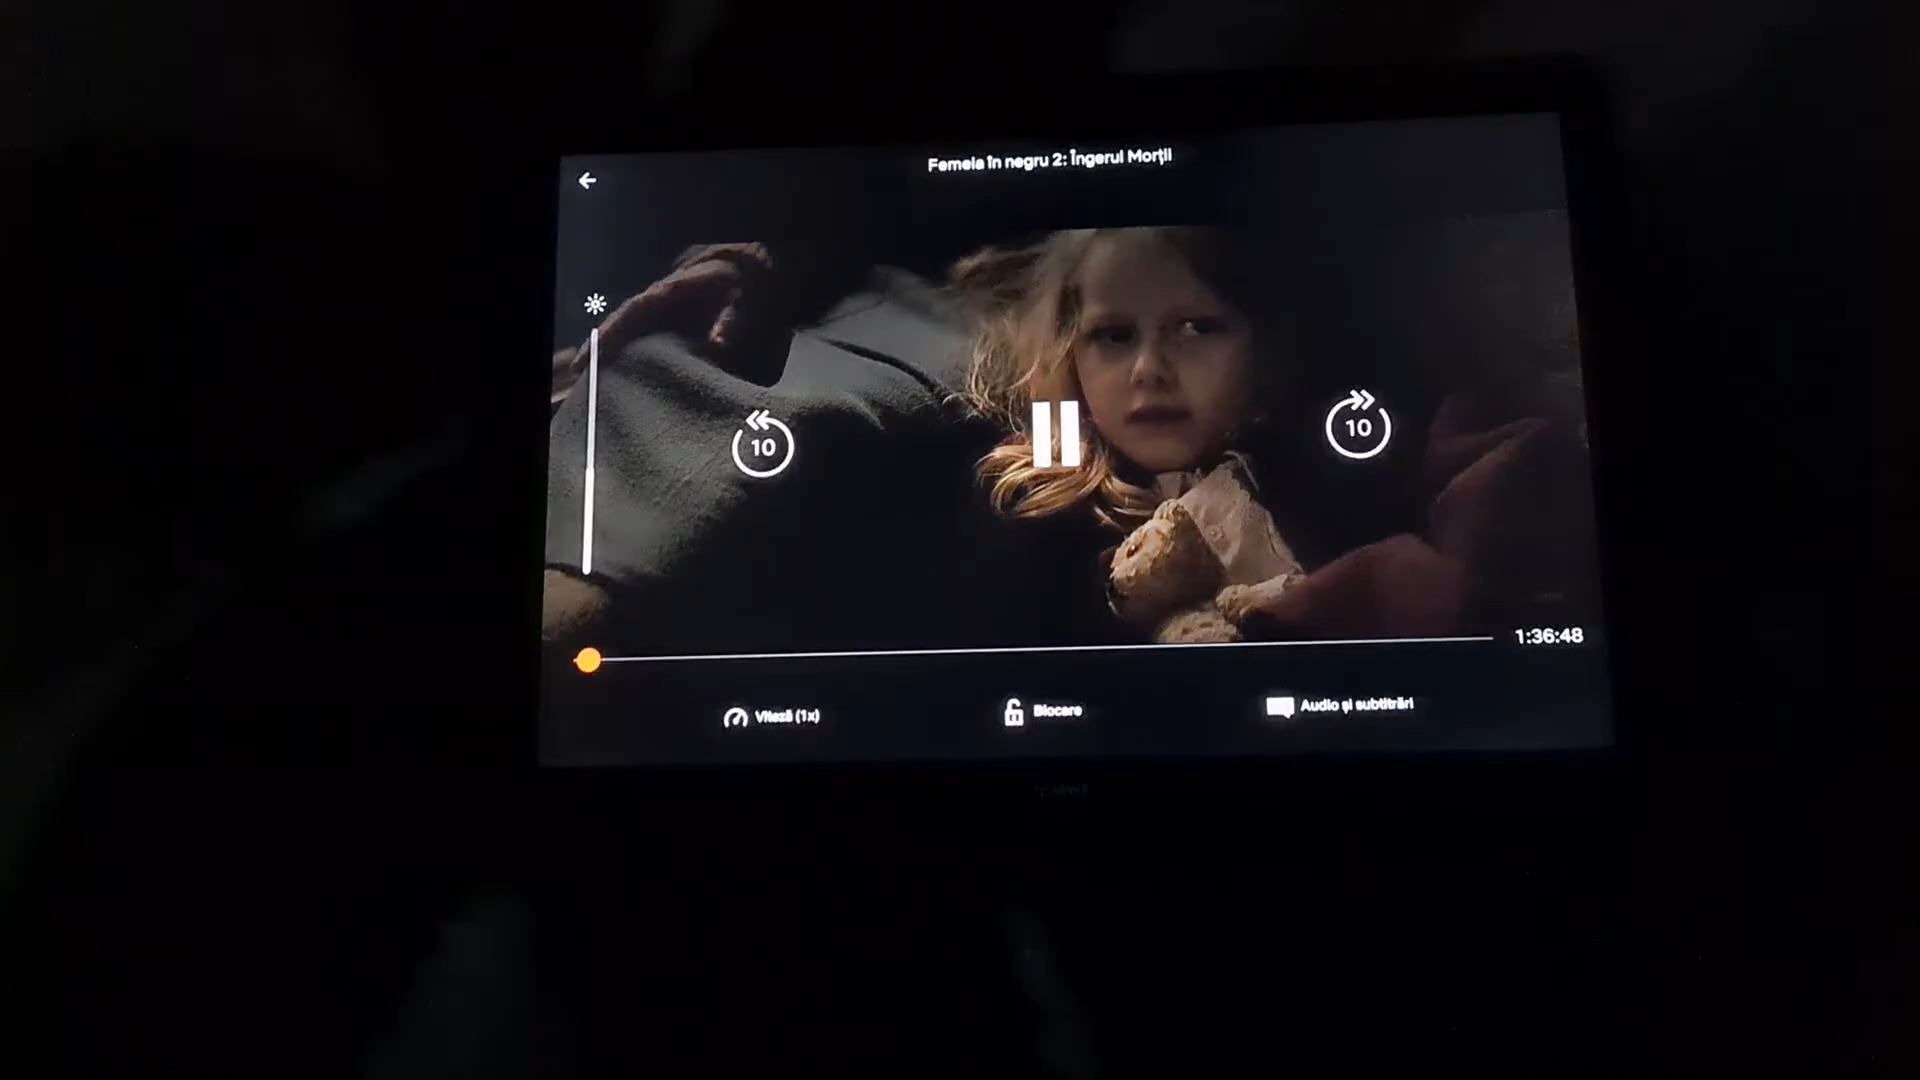 Femeia în negru 2: Îngerul Morții
10
10
1:36:48
Viteză (1x)
Blocare
Audio și subtitrări